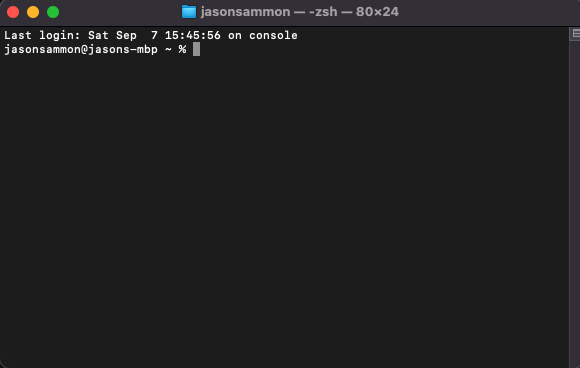 jasonsammon — -zsh — 80×24
Last login: Sat Sep  7 15:45:56 on console
jasonsammon@jasons-mbp ~ %